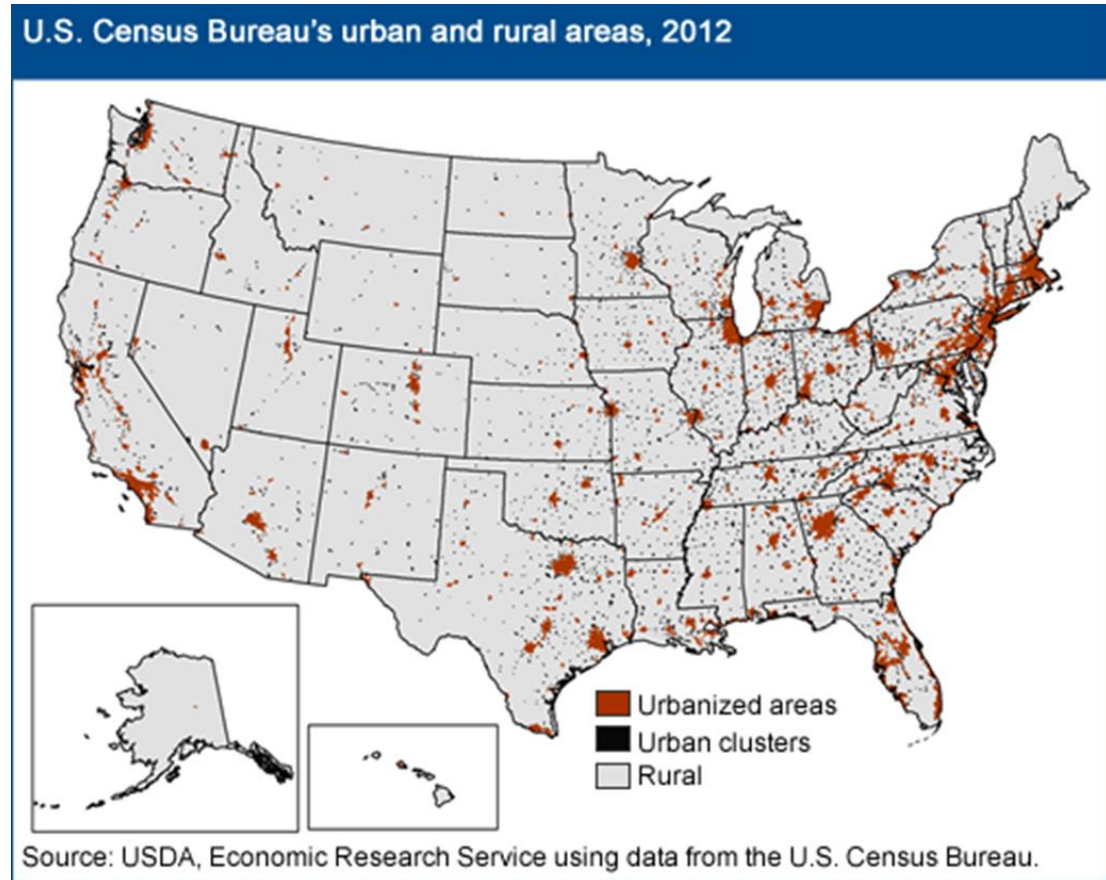 U.S. Census Bureau's urban and rural areas, 2012
Urbanized areas
Urban clusters
Rural
Source: USDA, Economic Research Service using data from the U.S. Census Bureau.